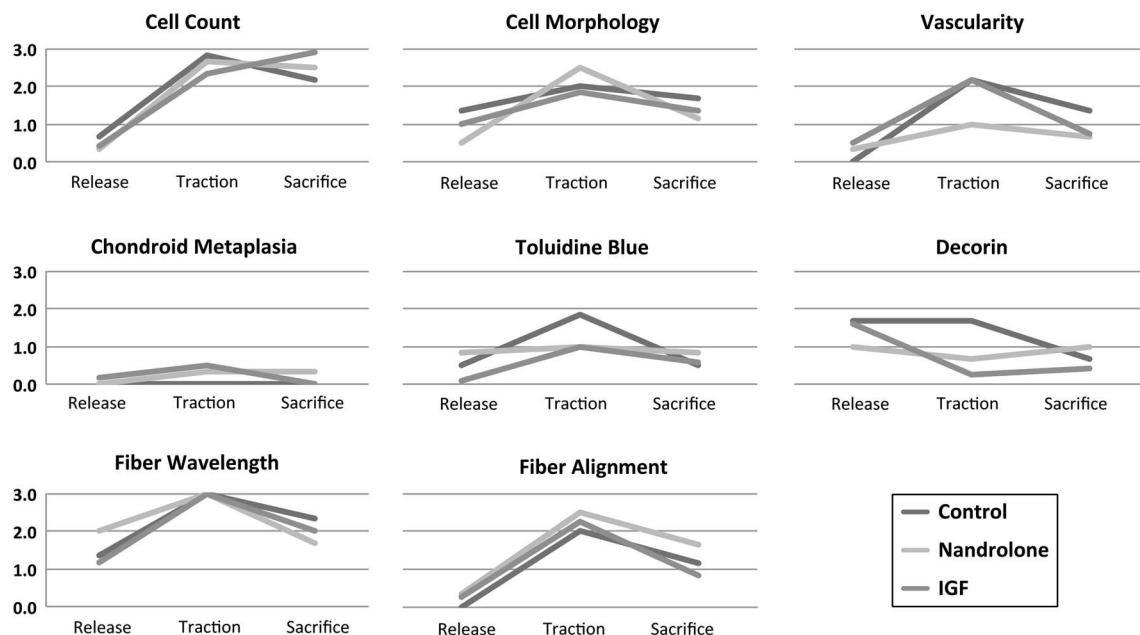 Cell Count
Cell Morphology
Vascularity
3.0
2.0
1.0
0.0
Release Traction Sacrifice
Release Traction Sacrifice
Release Traction Sacrifice
Chondroid Metaplasia
Toluidine Blue
Decorin
3.0
2.0
1.0
0.0
Release Traction Sacrifice
Release Traction Sacrifice
Release Traction Sacrifice
Fiber Wavelength
Fiber Alignment
3.0
2.0
1.0
0.0
Release Traction Sacrifice
Release Traction Sacrifice
Control
Nandrolone
IGF